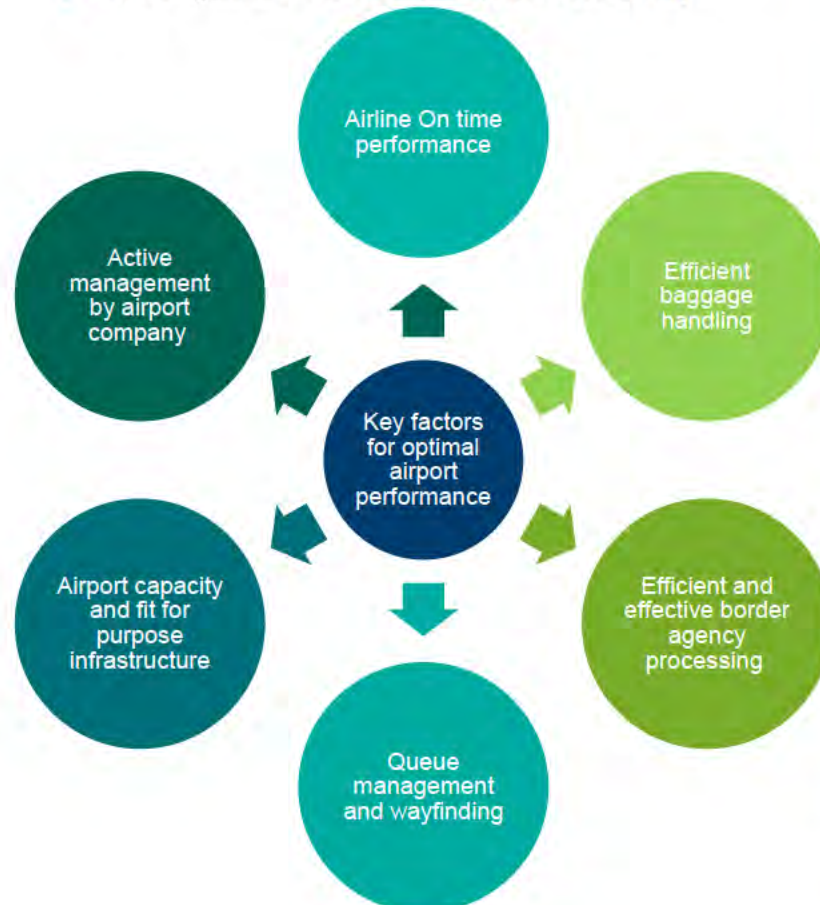 Airline On time
performance
Efficient
baggage
handling
Efficient and
effective border
agency
processing
Queue
management
and wayfinding
Airport capacity
and fit for
purpose
infrastructure
Active
management
by airport
company
Key factors
for optimal
airport
performance